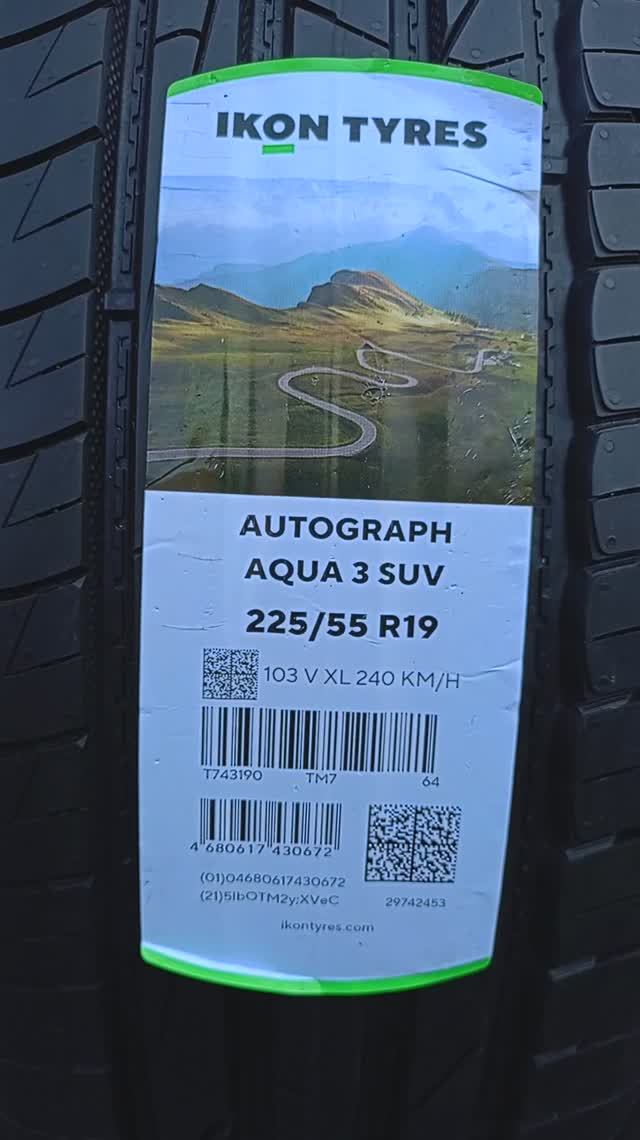 IKON TYRES
AUTOGRAPH
AQUA 3 SUV
225/55 R19
103 V XL 240 KM/H
T743190 TM7 64
4 680617 430672
(01)04680617430672
(21)5IbOTM2y;XVeC 29742453
ikontyres.com